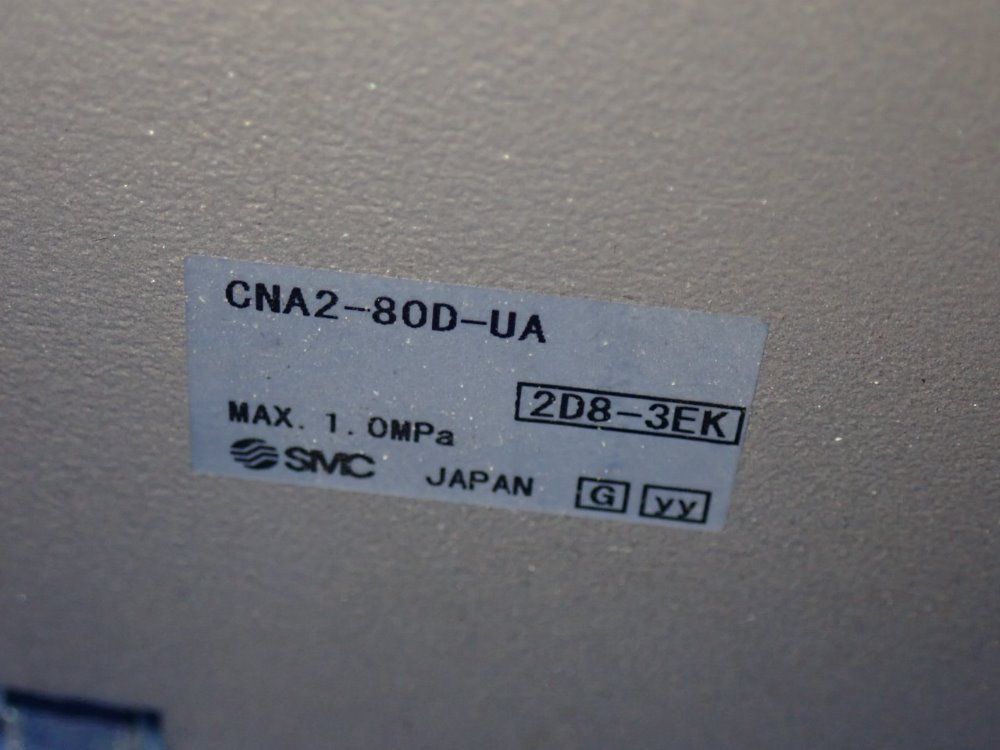 CNA2-80D-UA
2D8-3EK
MAX. 1.0MPa
SMC JAPAN G yy